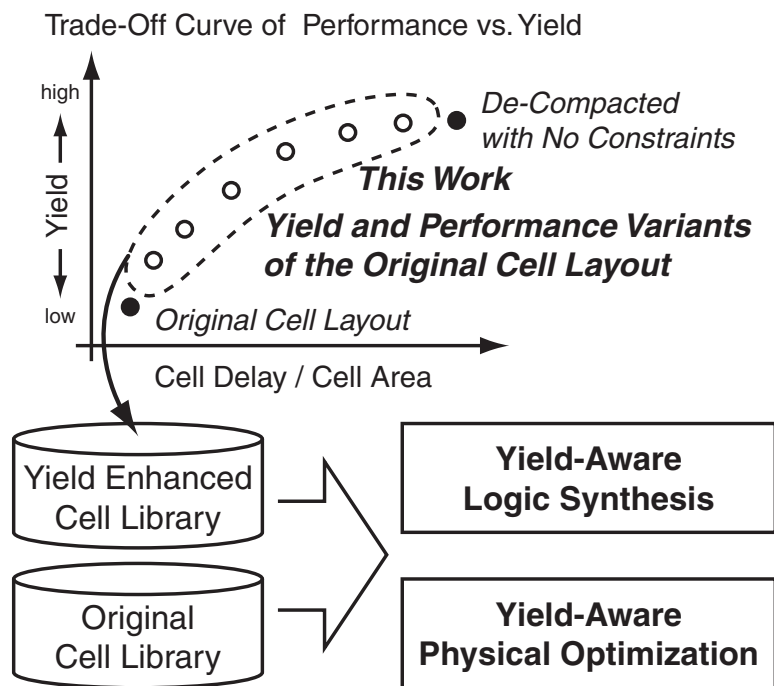 Trade-Off Curve of Performance vs. Yield
high
Yield
low
De-Compacted
with No Constraints
This Work
Yield and Performance Variants
of the Original Cell Layout
Original Cell Layout
Cell Delay / Cell Area
Yield Enhanced
Cell Library
Original
Cell Library
Yield-Aware
Logic Synthesis
Yield-Aware
Physical Optimization